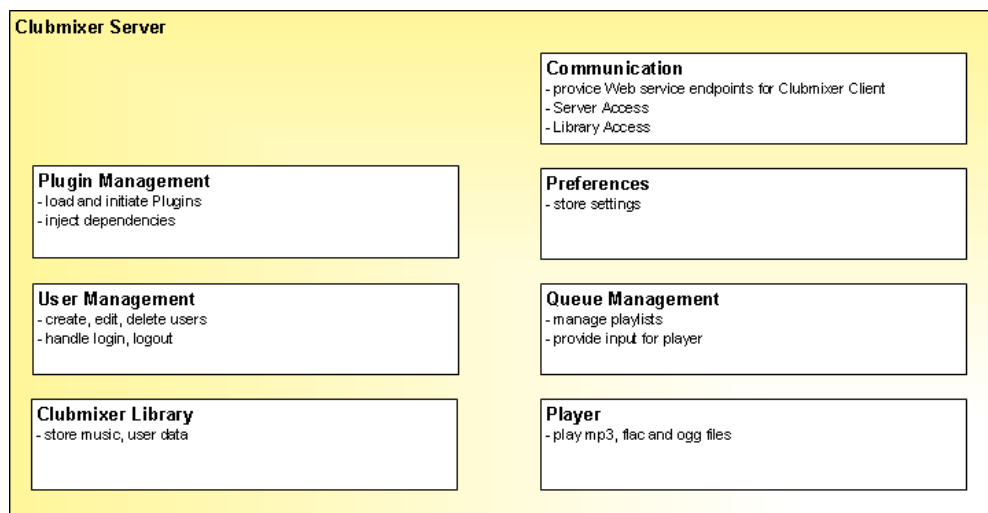 Clubmixer Server
Communication
- provice Web service endpoints for Clubmixer Client
- Server Access
- Library Access
Plugin Management
- load and initiate Plugins
- inject dependencies
Preferences
- store settings
User Management
- create, edit, delete users
- handle login, logout
Queue Management
- manage playlists
- provide input for player
Clubmixer Library
- store music, user data
Player
- play mp3, flac and ogg files